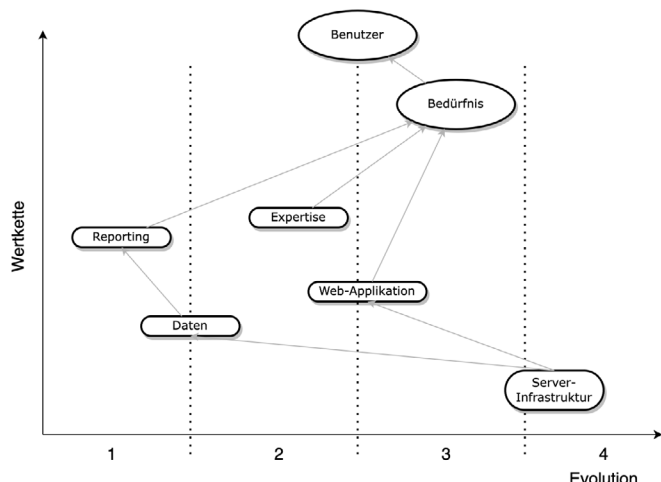 Benutzer
Bedürfnis
Wertkette
Expertise
Reporting
Web-Applikation
Daten
Server-
Infrastruktur
1
2
3
4
Evolution